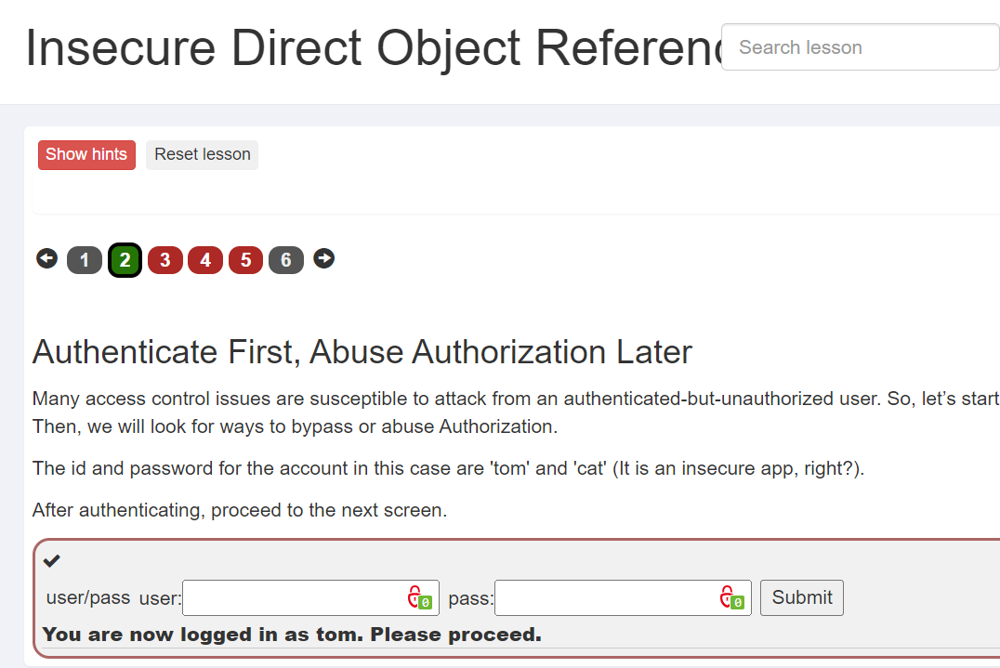 Insecure Direct Object Referenc
Search lesson
Show hints
Reset lesson
1 2 3 4 5 6
Authenticate First, Abuse Authorization Later
Many access control issues are susceptible to attack from an authenticated-but-unauthorized user. So, let’s start
Then, we will look for ways to bypass or abuse Authorization.
The id and password for the account in this case are 'tom' and 'cat' (It is an insecure app, right?).
After authenticating, proceed to the next screen.
user/pass user: 0 pass: 0 Submit
You are now logged in as tom. Please proceed.